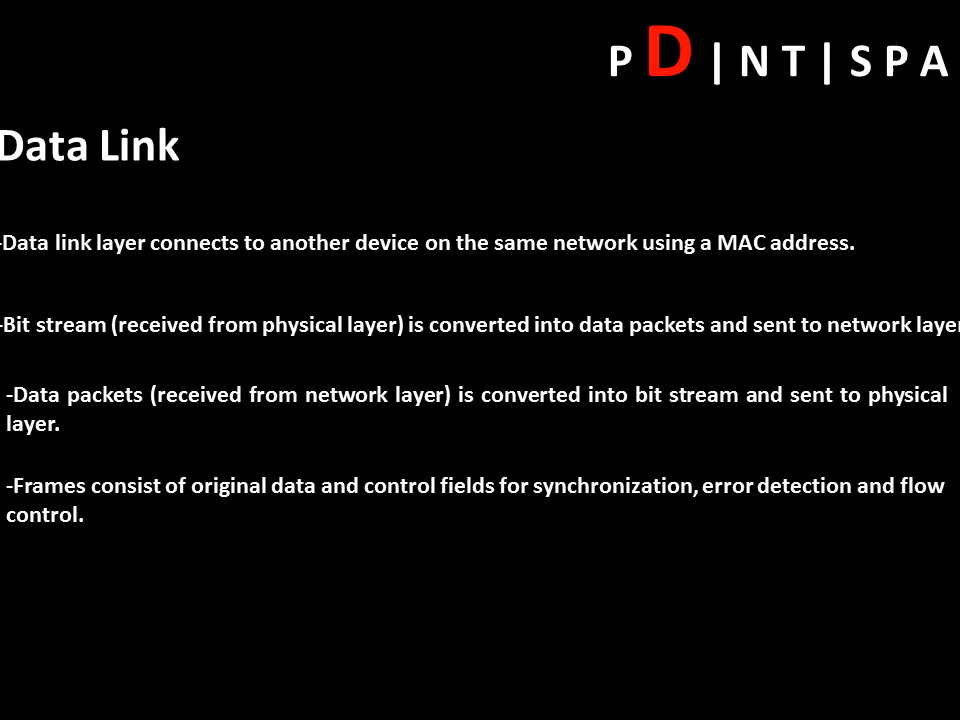 P D | N T | S P A
Data Link
-Data link layer connects to another device on the same network using a MAC address.
-Bit stream (received from physical layer) is converted into data packets and sent to network layer
-Data packets (received from network layer) is converted into bit stream and sent to physical
layer.
-Frames consist of original data and control fields for synchronization, error detection and flow
control.